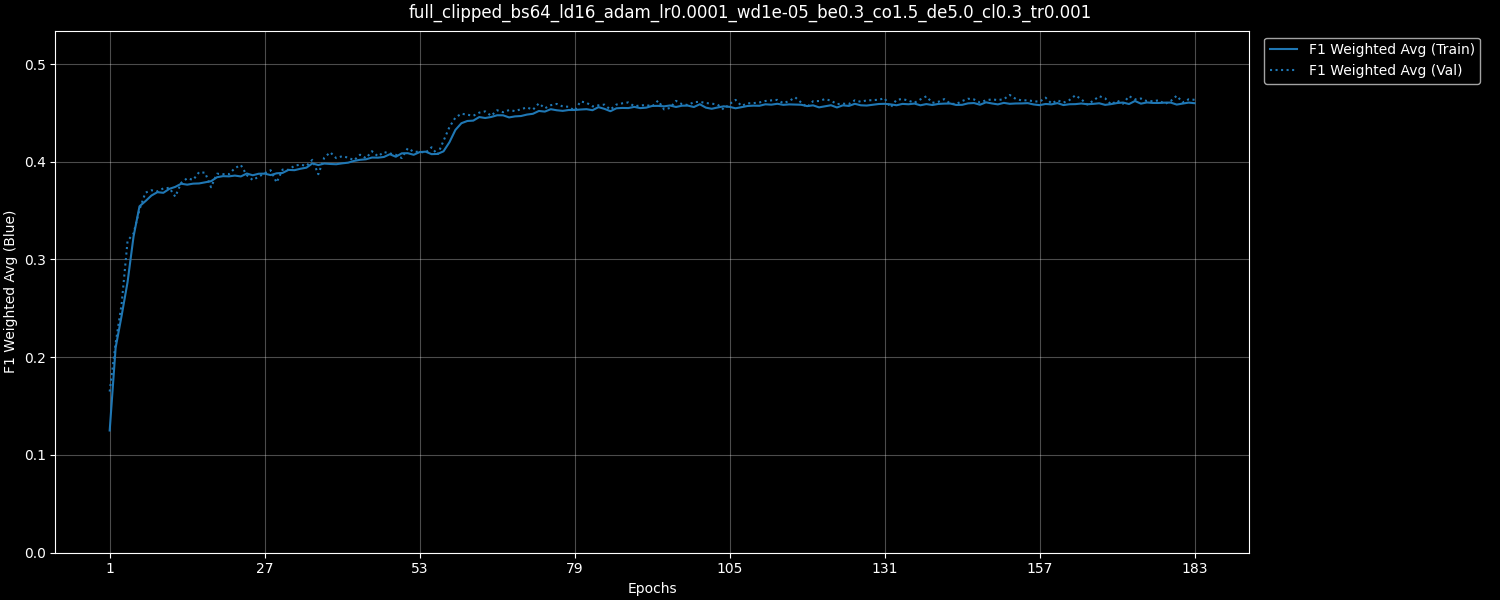 full_clipped_bs64_ld16_adam_lr0.0001_wd1e-05_be0.3_co1.5_de5.0_cl0.3_tr0.001
F1 Weighted Avg (Train)
F1 Weighted Avg (Val)
F1 Weighted Avg (Blue)
0.5
0.4
0.3
0.2
0.1
0.0
1 27 53 79 105 131 157 183
Epochs